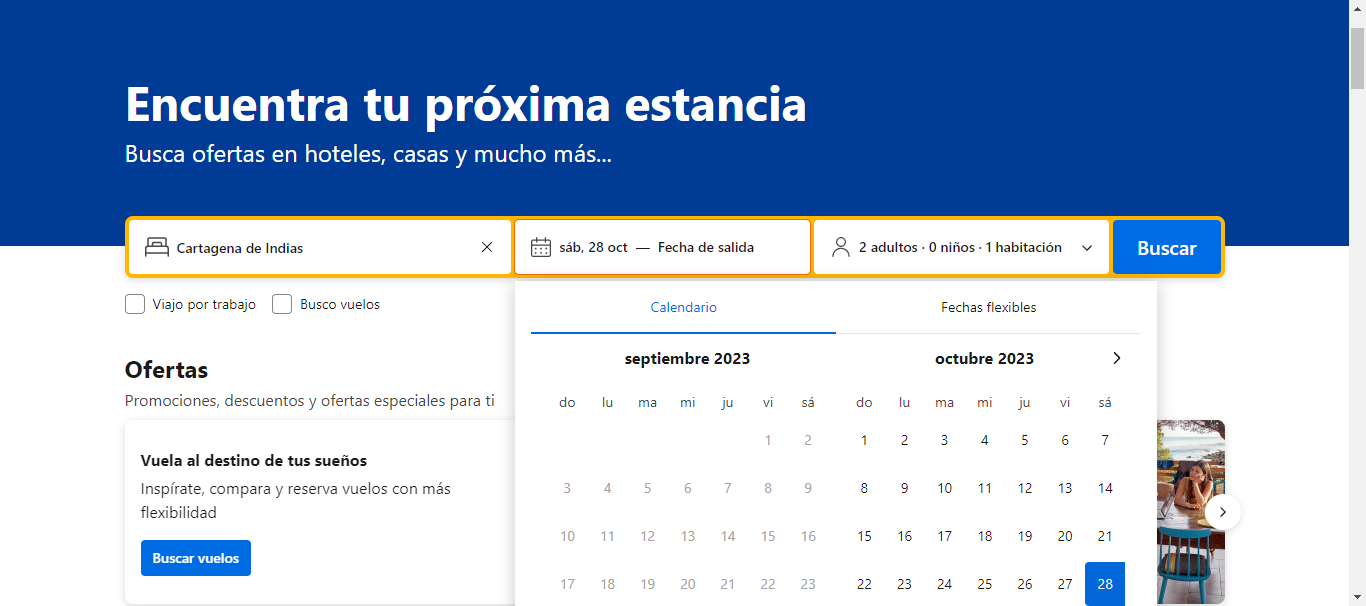 Encuentra tu próxima estancia
Busca ofertas en hoteles, casas y mucho más...
Cartagena de Indias
sáb, 28 oct — Fecha de salida
2 adultos · 0 niños · 1 habitación
Buscar
Viajo por trabajo
Busco vuelos
Ofertas
Promociones, descuentos y ofertas especiales para ti
Vuela al destino de tus sueños
Inspírate, compara y reserva vuelos con más
flexibilidad
Buscar vuelos
Calendario
Fechas flexibles
septiembre 2023
do lu ma mi ju vi sá
1 2
3 4 5 6 7 8 9
10 11 12 13 14 15 16
17 18 19 20 21 22 23
octubre 2023
do lu ma mi ju vi sá
1 2 3 4 5 6 7
8 9 10 11 12 13 14
15 16 17 18 19 20 21
22 23 24 25 26 27 28